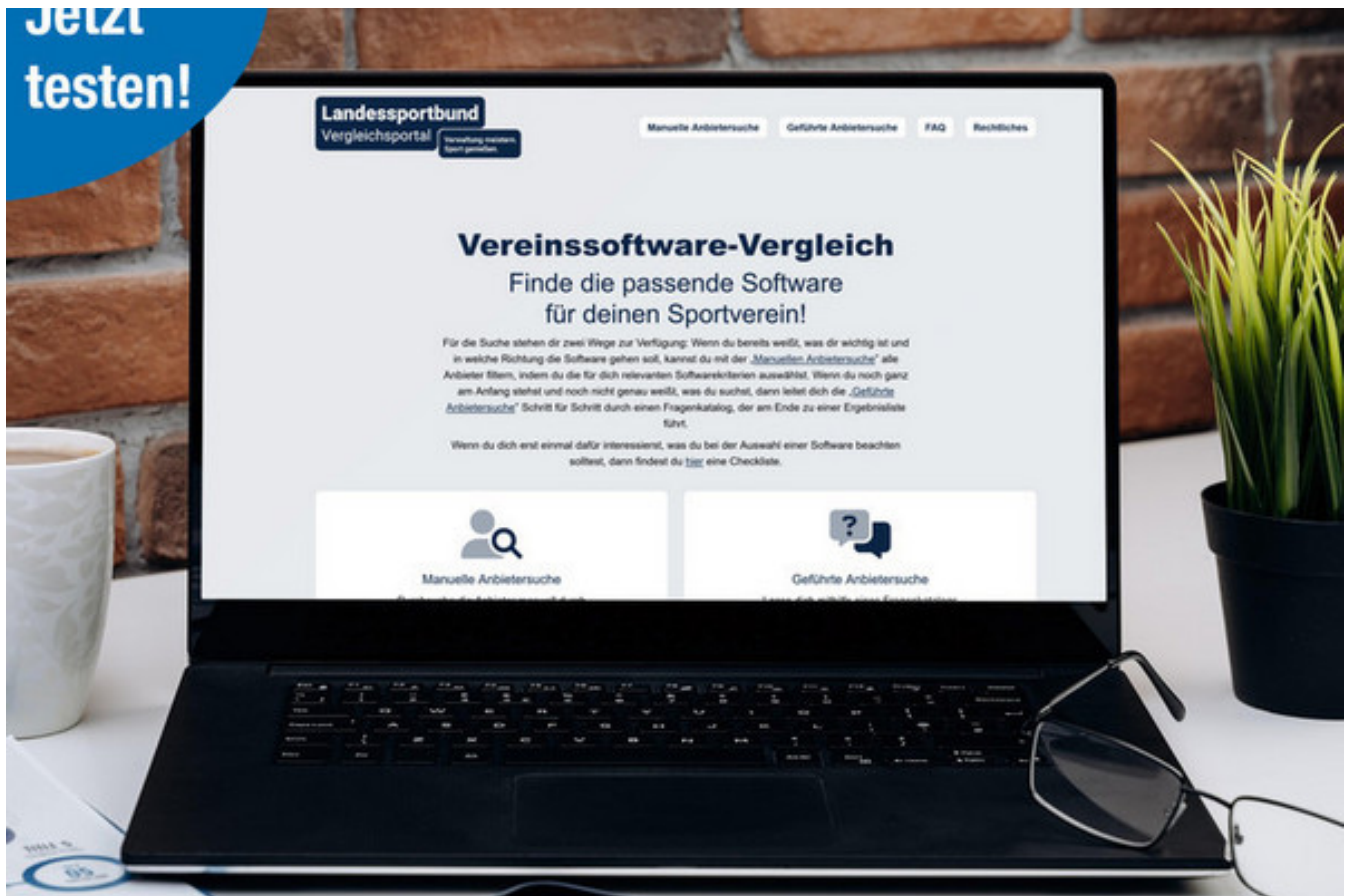 Jetzt
testen!
Landessportbund
Vergleichsportal
Verwaltung meistern.
Sport genießen.
Manuelle Anbietersuche
Geführte Anbietersuche
FAQ
Rechtliches
Vereinssoftware-Vergleich
Finde die passende Software
für deinen Sportverein!
Für die Suche stehen dir zwei Wege zur Verfügung: Wenn du bereits weißt, was dir wichtig ist und
in welche Richtung die Software gehen soll, kannst du mit der „Manuellen Anbietersuche" alle
Anbieter filtern, indem du die für dich relevanten Softwarekriterien auswählst. Wenn du noch ganz
am Anfang stehst und noch nicht genau weißt, was du suchst, dann leitet dich die „Geführte
Anbietersuche" Schritt für Schritt durch einen Fragenkatalog, der am Ende zu einer Ergebnisliste
führt.
Wenn du dich erst einmal dafür interessierst, was du bei der Auswahl einer Software beachten
solltest, dann findest du hier eine Checkliste.
?
Manuelle Anbietersuche
Geführte Anbietersuche
05